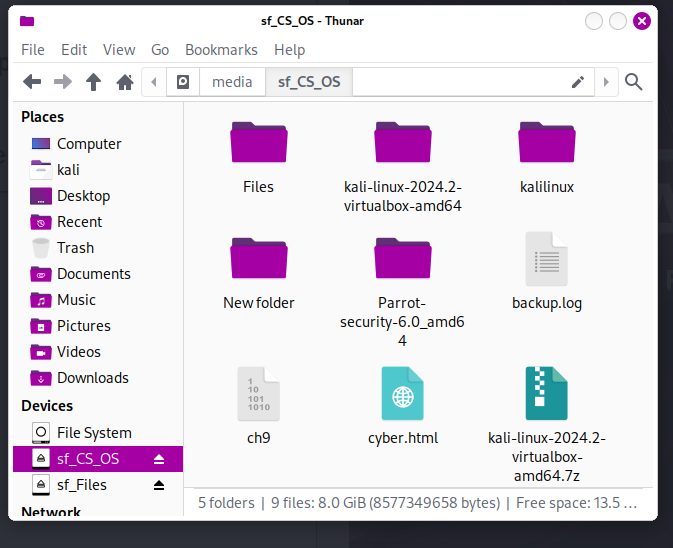 sf_CS_OS - Thunar
File Edit View Go Bookmarks Help
media sf_CS_OS
Places
Computer
kali
Desktop
Recent
Trash
Documents
Music
Pictures
Videos
Downloads
Devices
File System
sf_CS_OS
sf_Files
Network
Files
kali-linux-2024.2-
virtualbox-amd64
kalilinux
New folder
Parrot-
security-6.0_amd6
4
backup.log
1
10
101
1010
ch9
cyber.html
kali-linux-2024.2-
virtualbox-
amd64.7z
5 folders | 9 files: 8.0 GiB (8577349658 bytes) | Free space: 13.5 ...